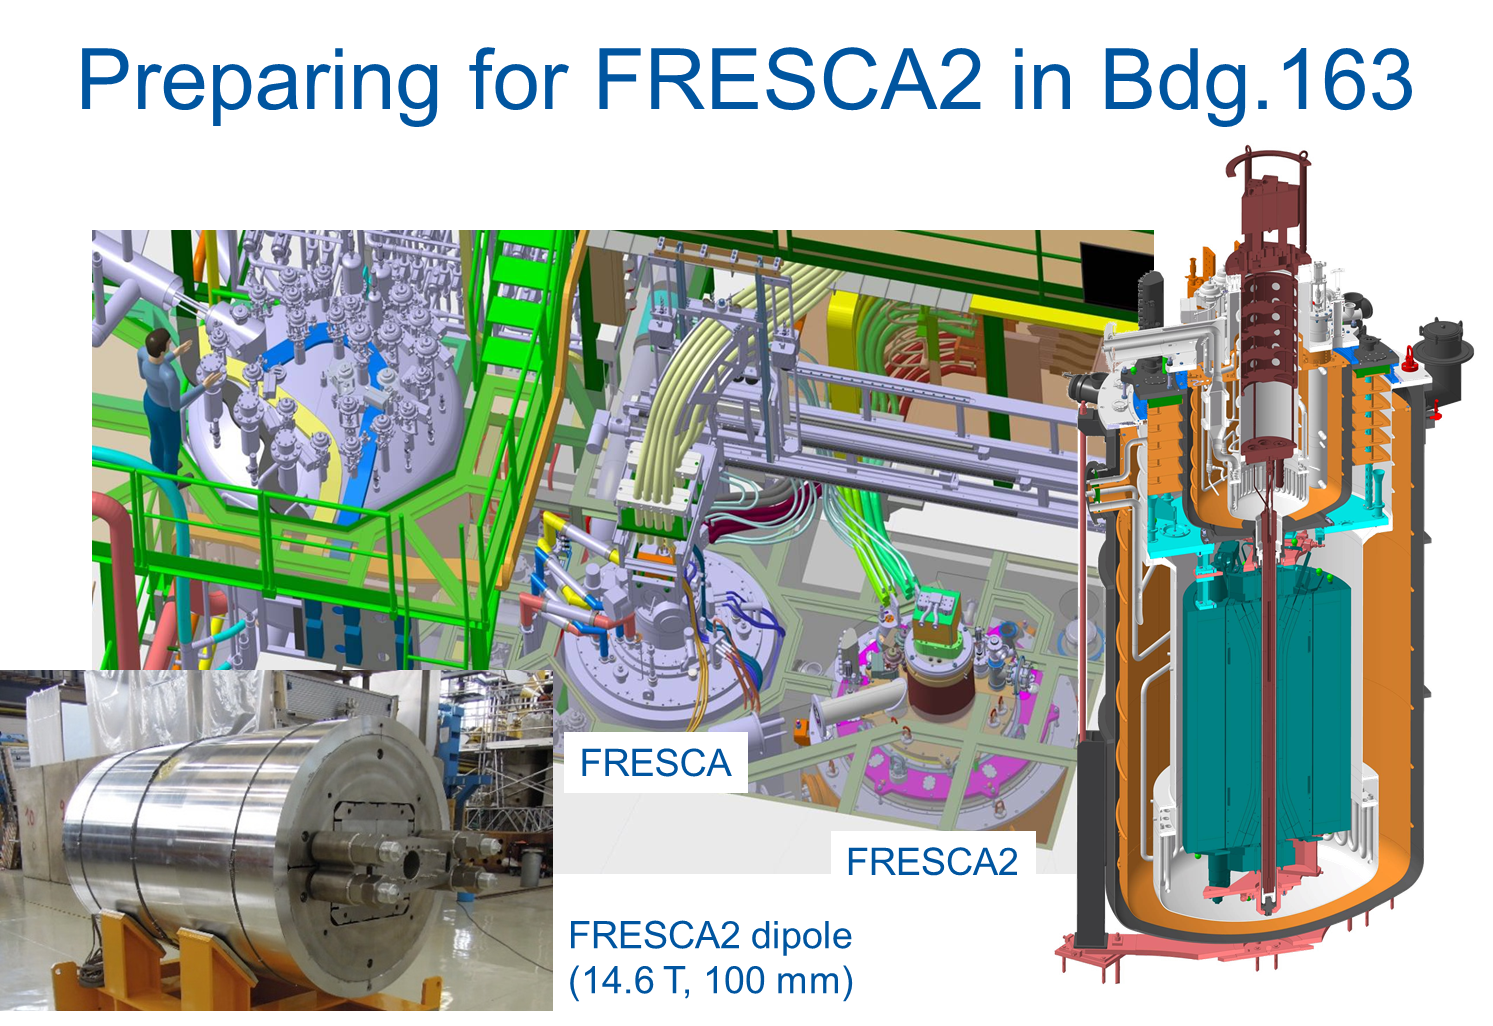 Preparing for FRESCA2 in Bdg.163
FRESCA
FRESCA2
FRESCA2 dipole
(14.6 T, 100 mm)